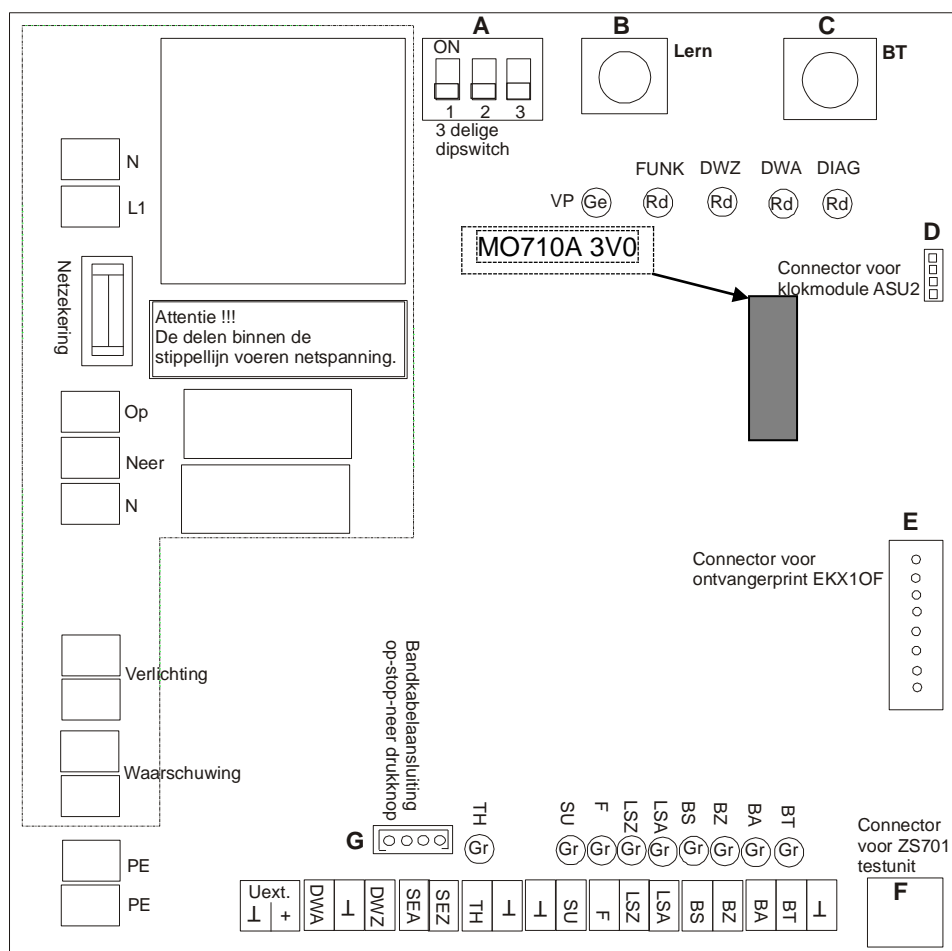 A
B
C
ON
Lern
BT
1 2 3
3 delige
dipswitch
N
L1
FUNK DWZ DWA DIAG
VP Ge Rd Rd Rd Rd
D
MO710A 3V0
Connector voor
klokmodule ASU2
Netzekering
Attentie !!!
De delen binnen de
stippellijn voeren netspanning.
Op
Neer
N
E
Connector voor
ontvangerprint EKX1OF
Verlichting
Waarschuwing
Bandkabelaansluiting
op-stop-neer drukknop
G
TH SU F LSZ LSA BS BZ BA BT
Gr Gr Gr Gr Gr Gr Gr Gr Gr
Connector
voor ZS701
testunit
F
PE
PE
Uext.
⊥ + DWA ⊥ DWZ SEA SEZ TH ⊥ ⊥ SU F LSZ LSA BS BZ BA BT ⊥